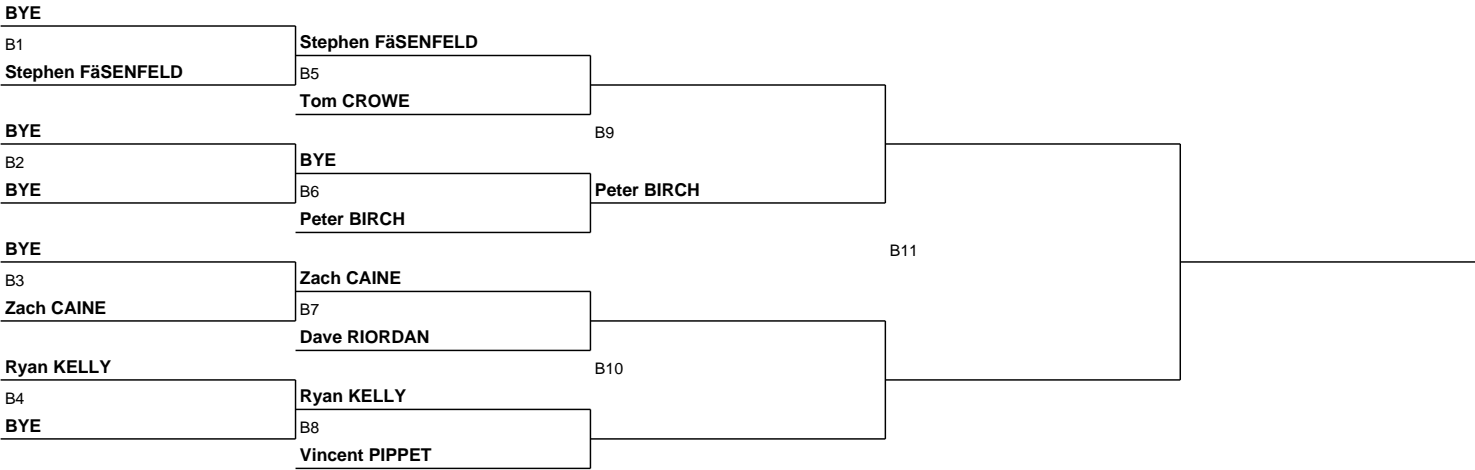 BYE
B1
Stephen FäSENFELD
Stephen FäSENFELD
B5
Tom CROWE
BYE
B9
B2
BYE
BYE
B6
Peter BIRCH
Peter BIRCH
BYE
B11
B3
Zach CAINE
Zach CAINE
B7
Dave RIORDAN
Ryan KELLY
B10
B4
Ryan KELLY
BYE
B8
Vincent PIPPET